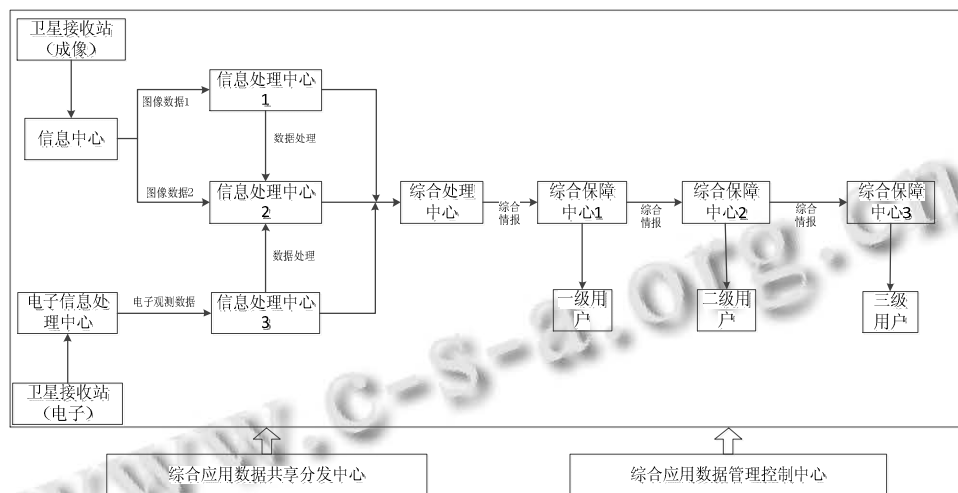 卫星接收站
(成像)
信息中心
图像数据1
图像数据2
信息处理中心
1
数据处理
信息处理中心
2
数据处理
信息处理中心
3
电子信息处
理中心
电子观测数据
卫星接收站
(电子)
综合处理
中心
综合
情报
综合保障
中心1
综合
情报
综合保障
中心2
综合
情报
综合保障
中心3
一级用
户
二级用
户
三级
用户
综合应用数据共享分发中心
综合应用数据管理控制中心
www.c-s-a.org.cn